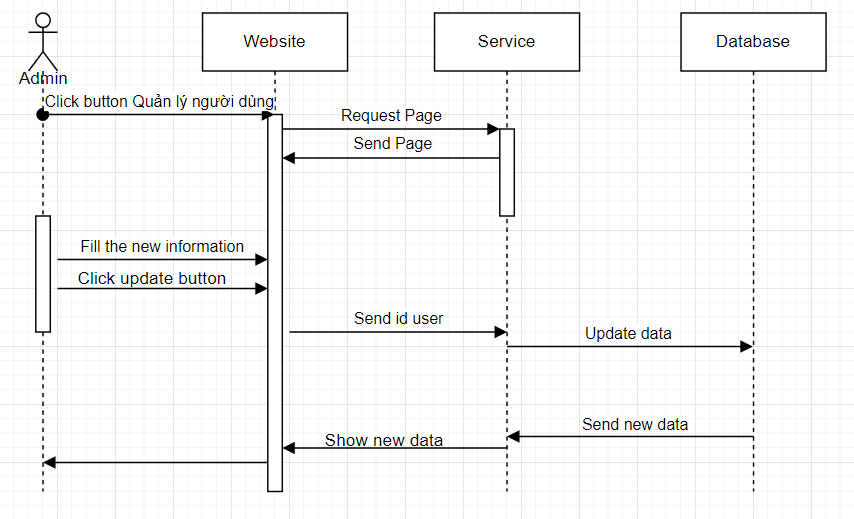 Website
Service
Database
Admin
Click button Quản lý người dùng
Request Page
Send Page
Fill the new information
Click update button
Send id user
Update data
Send new data
Show new data